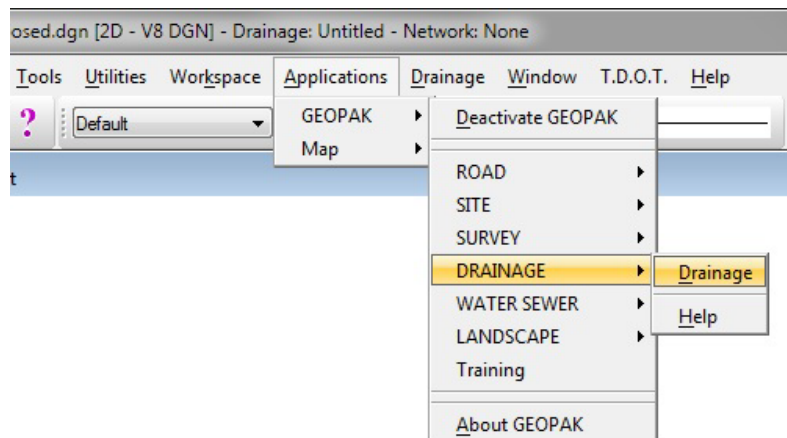 osed.dgn [2D - V8 DGN] - Drainage: Untitled - Network: None
Tools Utilities Workspace Applications Drainage Window T.D.O.T. Help
? Default GEOPAK Deactivate GEOPAK
Map
t
ROAD
SITE
SURVEY
DRAINAGE Drainage
WATER SEWER
Help
LANDSCAPE
Training
About GEOPAK